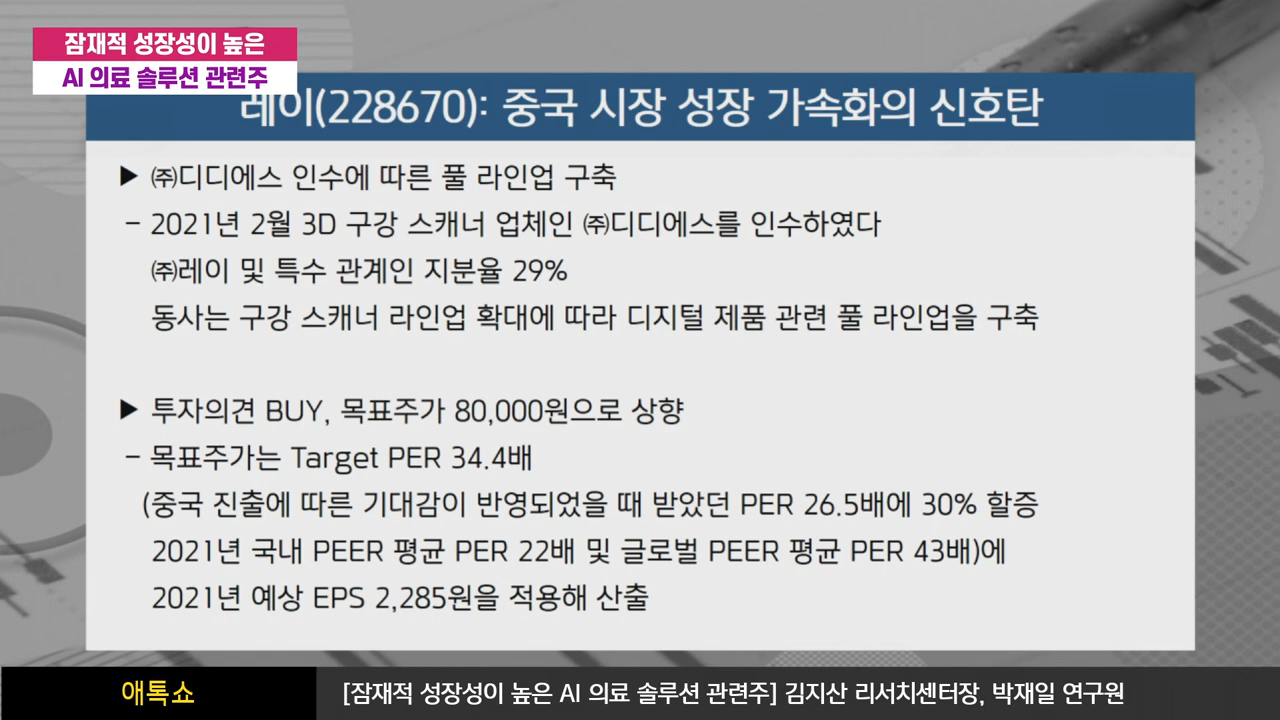 잠재적 성장성이 높은
AI 의료 솔루션 관련주
레이(228670): 중국 시장 성장 가속화의 신호탄
▶ ㈜디디에스 인수에 따른 풀 라인업 구축
- 2021년 2월 3D 구강 스캐너 업체인 ㈜디디에스를 인수하였다
㈜레이 및 특수 관계인 지분율 29%
동사는 구강 스캐너 라인업 확대에 따라 디지털 제품 관련 풀 라인업을 구축
▶ 투자의견 BUY, 목표주가 80,000원으로 상향
- 목표주가는 Target PER 34.4배
(중국 진출에 따른 기대감이 반영되었을 때 받았던 PER 26.5배에 30% 할증
2021년 국내 PEER 평균 PER 22배 및 글로벌 PEER 평균 PER 43배)에
2021년 예상 EPS 2,285원을 적용해 산출
애톡쇼
[잠재적 성장성이 높은 AI 의료 솔루션 관련주] 김지산 리서치센터장, 박재일 연구원